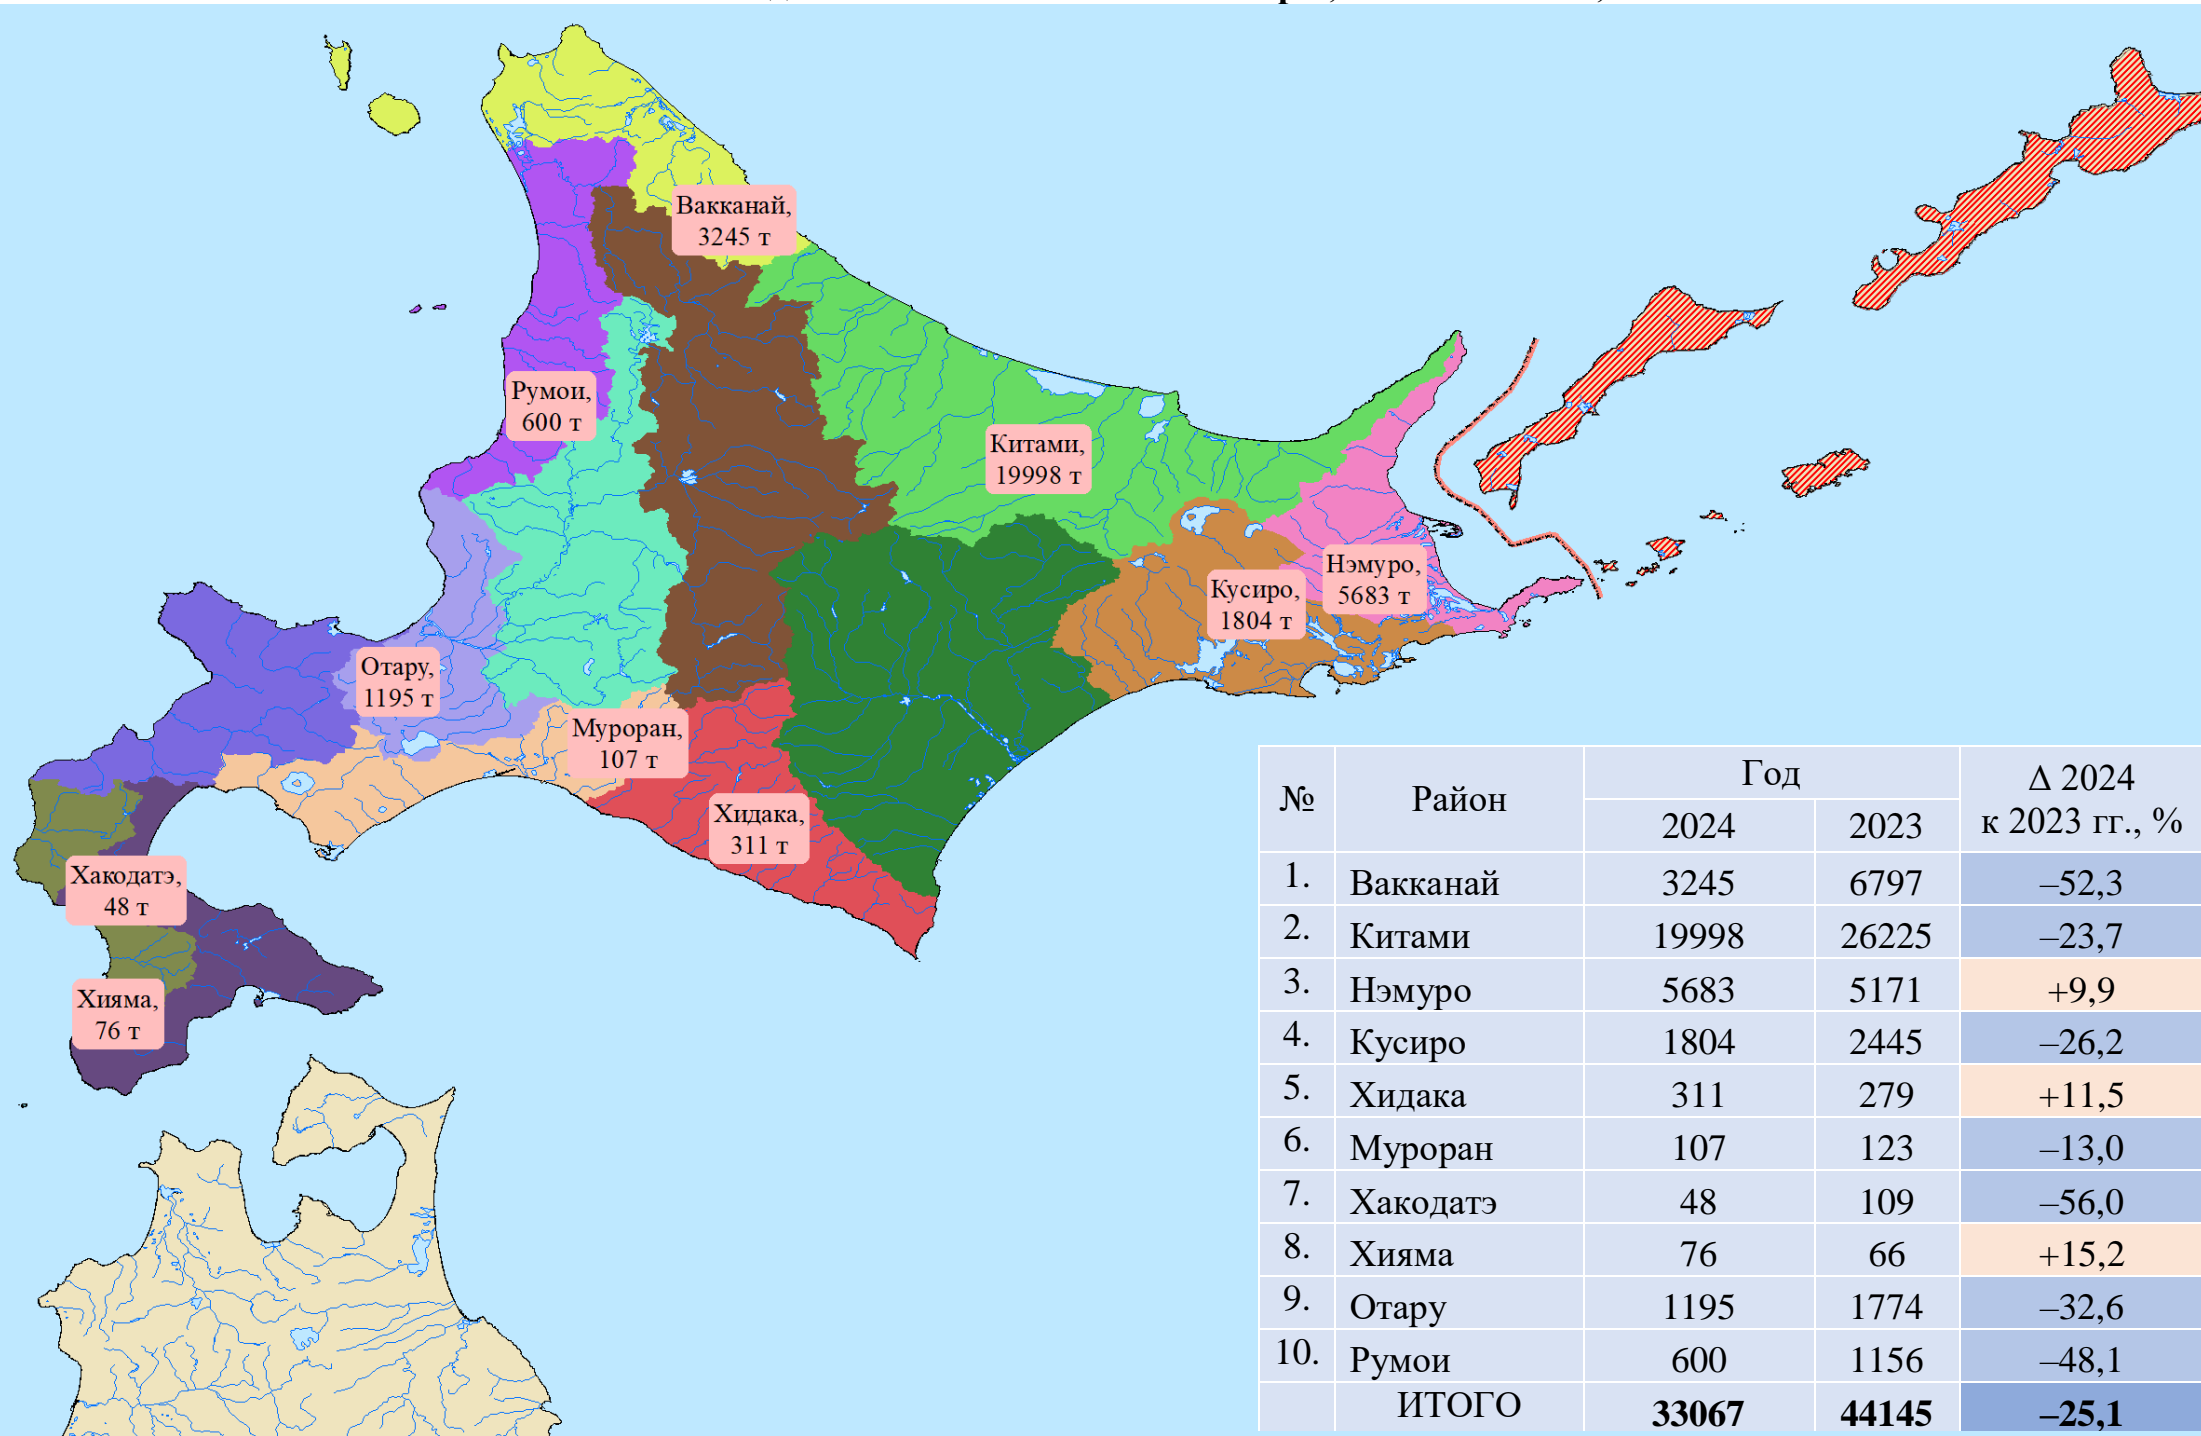 Вакканай,
3245 т
Румои,
600 т
Китами,
19998 т
Нэмуро,
5683 т
Кусиро,
1804 т
Отару,
1195 т
Муроран,
107 т
Хидака,
311 т
Хакодатэ,
48 т
Хияма,
76 т
№ Район Год Δ 2024
к 2023 гг., %
2024 2023
1. Вакканай 3245 6797 –52,3
2. Китами 19998 26225 –23,7
3. Нэмуро 5683 5171 +9,9
4. Кусиро 1804 2445 –26,2
5. Хидака 311 279 +11,5
6. Муроран 107 123 –13,0
7. Хакодатэ 48 109 –56,0
8. Хияма 76 66 +15,2
9. Отару 1195 1774 –32,6
10. Румои 600 1156 –48,1
ИТОГО 33067 44145 –25,1